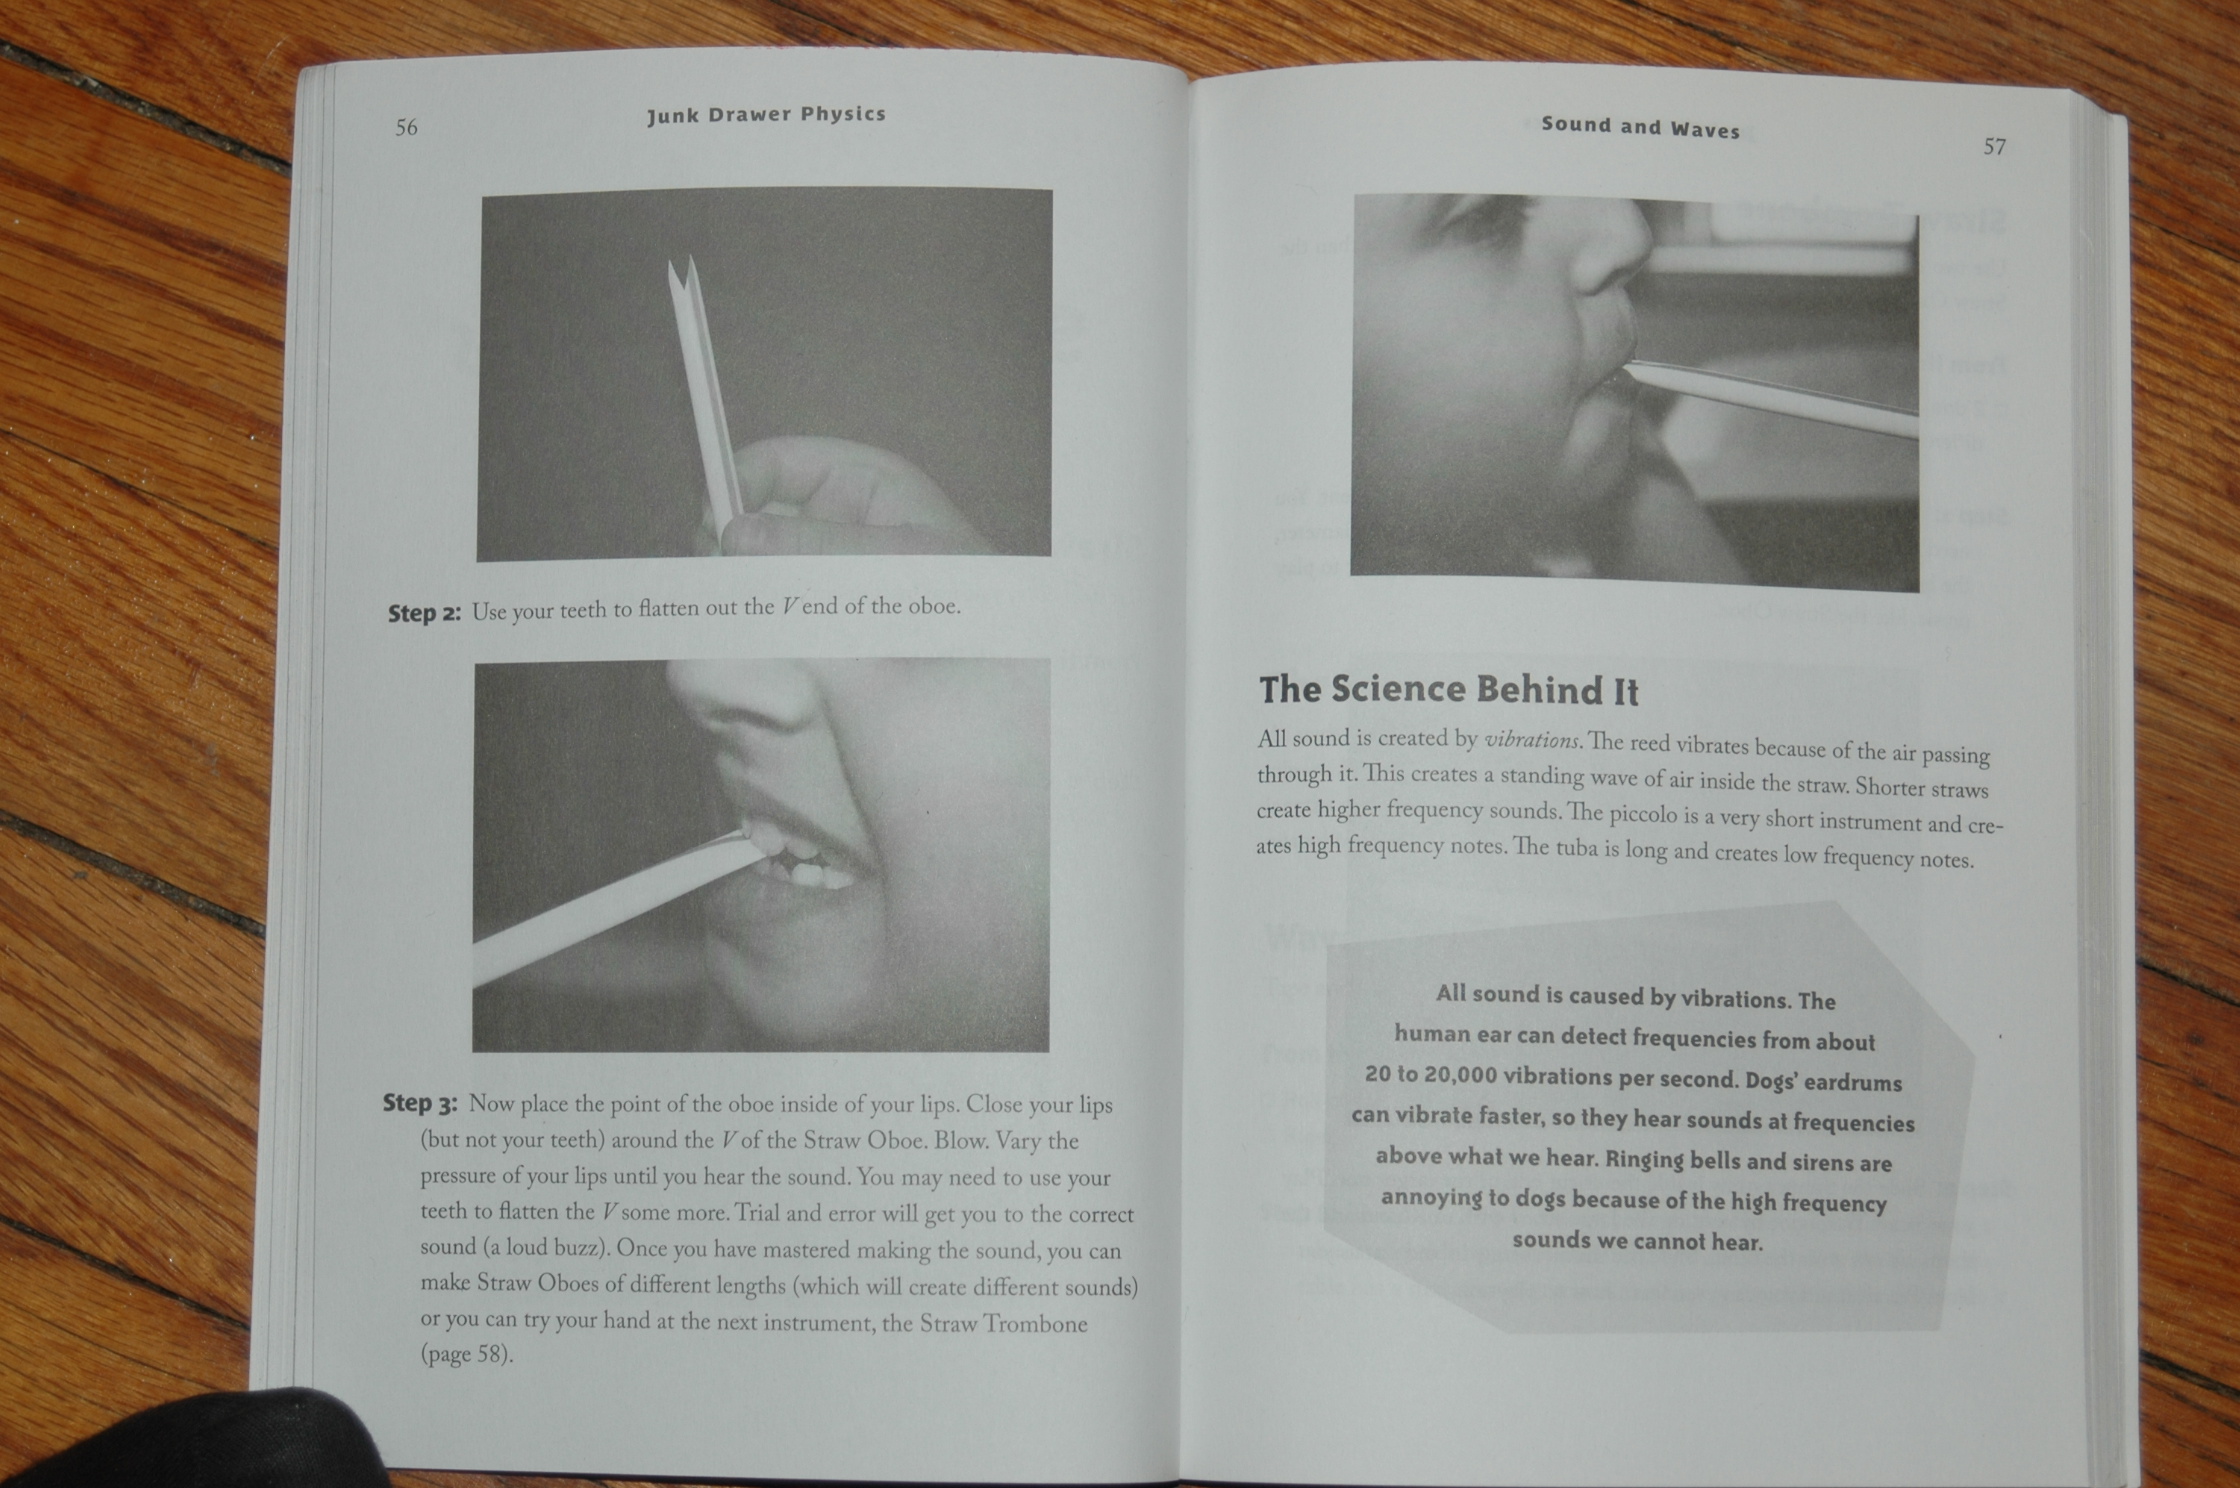 56
Junk Drawer Physics
Step 2: Use your teeth to flatten out the V end of the oboe.
Step 3: Now place the point of the oboe inside of your lips. Close your lips
(but not your teeth) around the V of the Straw Oboe. Blow. Vary the
pressure of your lips until you hear the sound. You may need to use your
teeth to flatten the V some more. Trial and error will get you to the correct
sound (a loud buzz). Once you have mastered making the sound, you can
make Straw Oboes of different lengths (which will create different sounds)
or you can try your hand at the next instrument, the Straw Trombone
(page 58).
Sound and Waves
57
The Science Behind It
All sound is created by vibrations. The reed vibrates because of the air passing
through it. This creates a standing wave of air inside the straw. Shorter straws
create higher frequency sounds. The piccolo is a very short instrument and cre-
ates high frequency notes. The tuba is long and creates low frequency notes.
All sound is caused by vibrations. The
human ear can detect frequencies from about
20 to 20,000 vibrations per second. Dogs' eardrums
can vibrate faster, so they hear sounds at frequencies
above what we hear. Ringing bells and sirens are
annoying to dogs because of the high frequency
sounds we cannot hear.